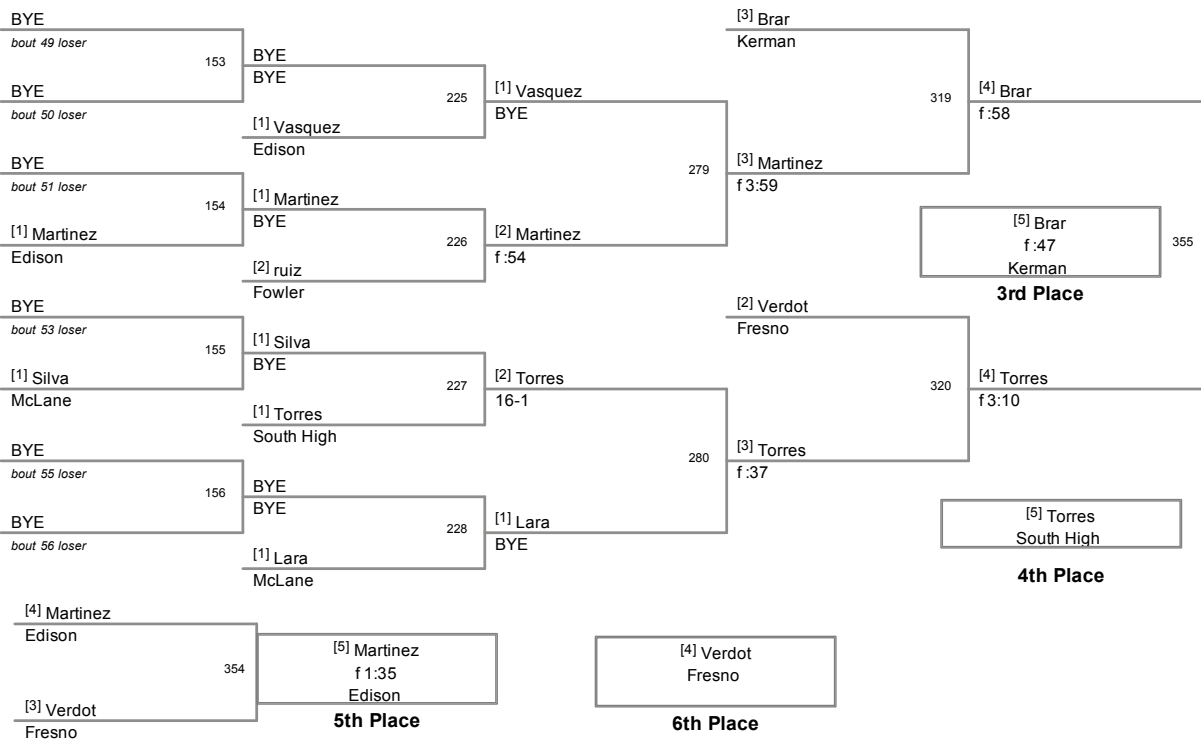 BYE
bout 49 loser
153
BYE
bout 50 loser
BYE
BYE
225
[1] Vasquez
Edison
[1] Vasquez
BYE
BYE
bout 51 loser
154
[1] Martinez
Edison
[1] Martinez
BYE
226
[2] ruiz
Fowler
[2] Martinez
f :54
279
[3] Martinez
f 3:59
[3] Brar
Kerman
319
[4] Brar
f :58
[5] Brar
f :47
Kerman
355
3rd Place
BYE
bout 53 loser
155
[1] Silva
McLane
[1] Silva
BYE
227
[1] Torres
South High
[2] Torres
16-1
BYE
bout 55 loser
156
BYE
bout 56 loser
BYE
BYE
228
[1] Lara
McLane
[1] Lara
BYE
280
[3] Torres
f :37
[2] Verdot
Fresno
320
[4] Torres
f 3:10
[5] Torres
South High
4th Place
[4] Martinez
Edison
354
[3] Verdot
Fresno
[5] Martinez
f 1:35
Edison
5th Place
[4] Verdot
Fresno
6th Place